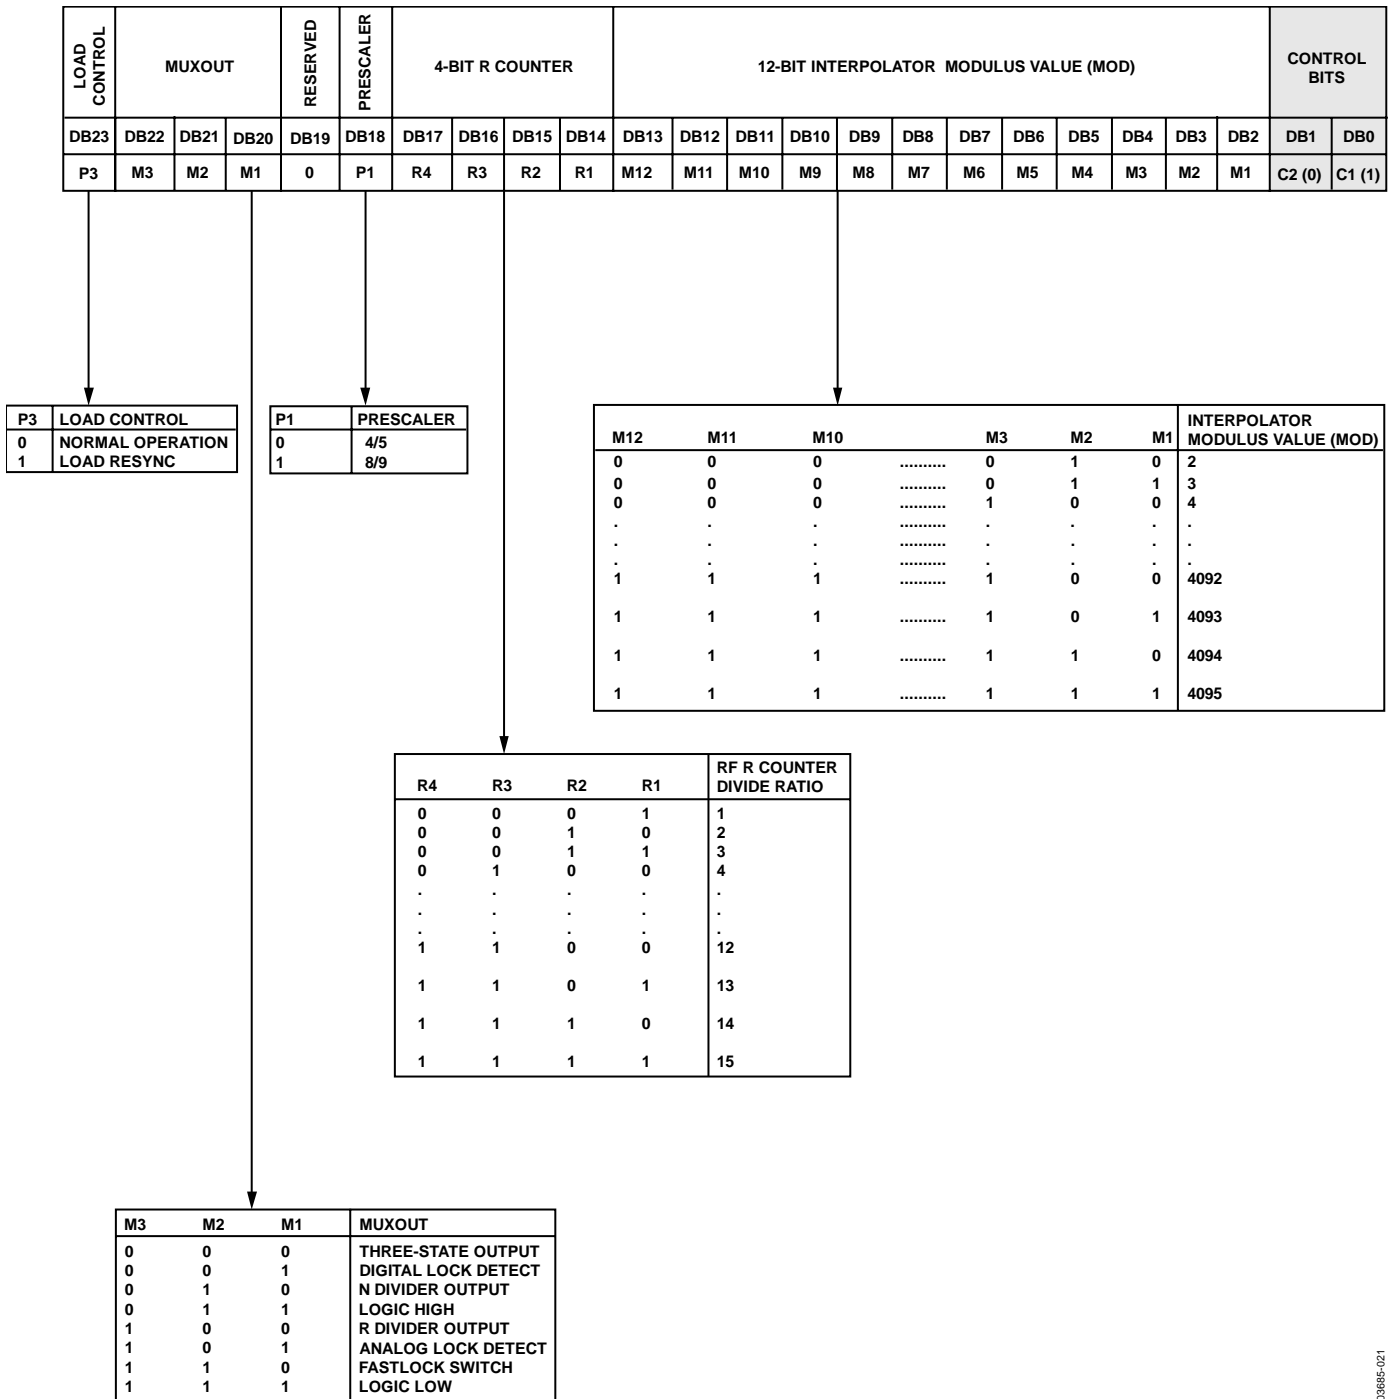 LOAD CONTROL MUXOUT RESERVED PRESCALER 4-BIT R COUNTER 12-BIT INTERPOLATOR MODULUS VALUE (MOD) CONTROL BITS
DB23 DB22 DB21 DB20 DB19 DB18 DB17 DB16 DB15 DB14 DB13 DB12 DB11 DB10 DB9 DB8 DB7 DB6 DB5 DB4 DB3 DB2 DB1 DB0
P3 M3 M2 M1 0 P1 R4 R3 R2 R1 M12 M11 M10 M9 M8 M7 M6 M5 M4 M3 M2 M1 C2 (0) C1 (1)
P3 LOAD CONTROL
0 NORMAL OPERATION
1 LOAD RESYNC
P1 PRESCALER
0 4/5
1 8/9
M12 M11 M10 M3 M2 M1 INTERPOLATOR MODULUS VALUE (MOD)
0 0 0 .......... 0 1 0 2
0 0 0 .......... 0 1 1 3
0 0 0 .......... 1 0 0 4
. . . .......... . . . .
. . . .......... . . . .
. . . .......... . . . .
1 1 1 .......... 1 0 0 4092
1 1 1 .......... 1 0 1 4093
1 1 1 .......... 1 1 0 4094
1 1 1 .......... 1 1 1 4095
R4 R3 R2 R1 RF R COUNTER DIVIDE RATIO
0 0 0 1 1
0 0 1 0 2
0 0 1 1 3
0 1 0 0 4
. . . . .
. . . . .
. . . . .
1 1 0 0 12
1 1 0 1 13
1 1 1 0 14
1 1 1 1 15
M3 M2 M1 MUXOUT
0 0 0 THREE-STATE OUTPUT
0 0 1 DIGITAL LOCK DETECT
0 1 0 N DIVIDER OUTPUT
0 1 1 LOGIC HIGH
1 0 0 R DIVIDER OUTPUT
1 0 1 ANALOG LOCK DETECT
1 1 0 FASTLOCK SWITCH
1 1 1 LOGIC LOW
03685-021